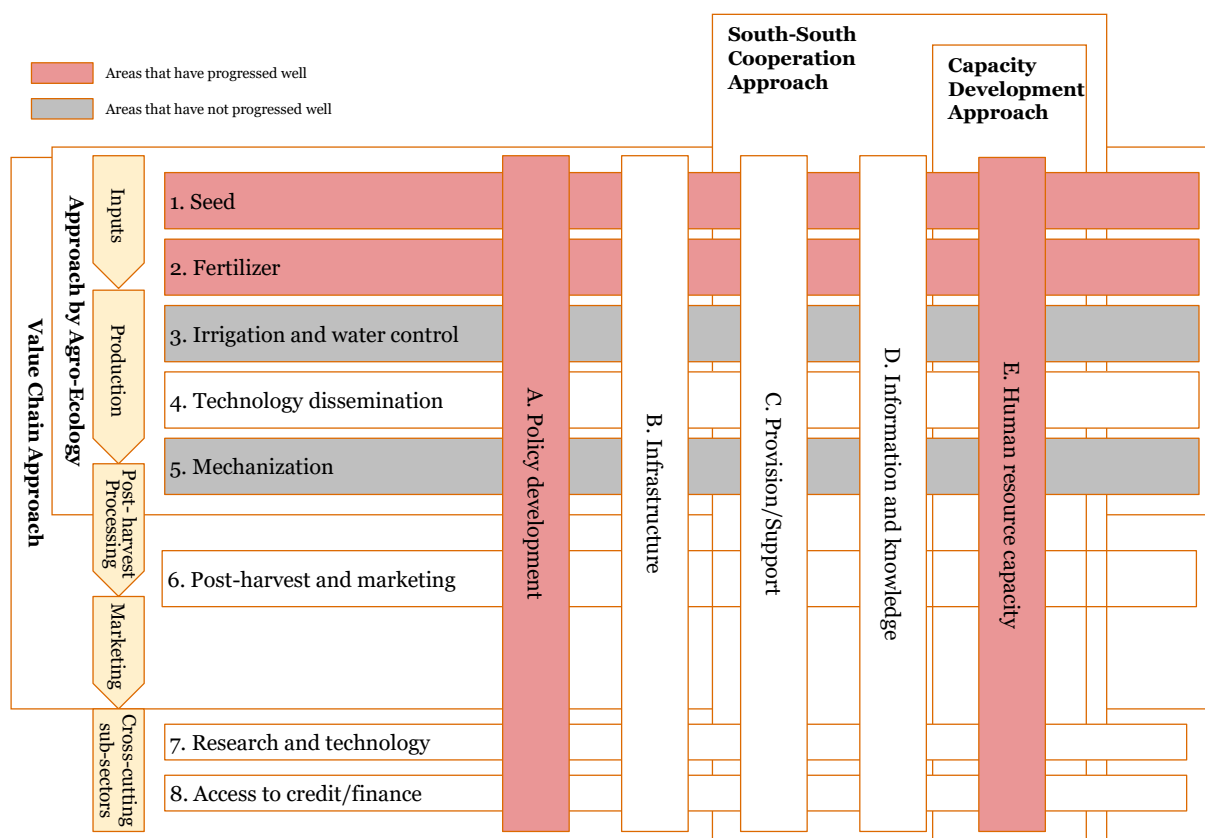 South-South
Cooperation
Approach
Capacity
Development
Approach
Areas that have progressed well
Areas that have not progressed well
Value Chain Approach
Approach by Agro-Ecology
Inputs
Production
Post- harvest
Processing
Marketing
Cross-cutting
sub-sectors
1. Seed
2. Fertilizer
3. Irrigation and water control
4. Technology dissemination
5. Mechanization
6. Post-harvest and marketing
7. Research and technology
8. Access to credit/finance
A. Policy development
B. Infrastructure
C. Provision/Support
D. Information and knowledge
E. Human resource capacity